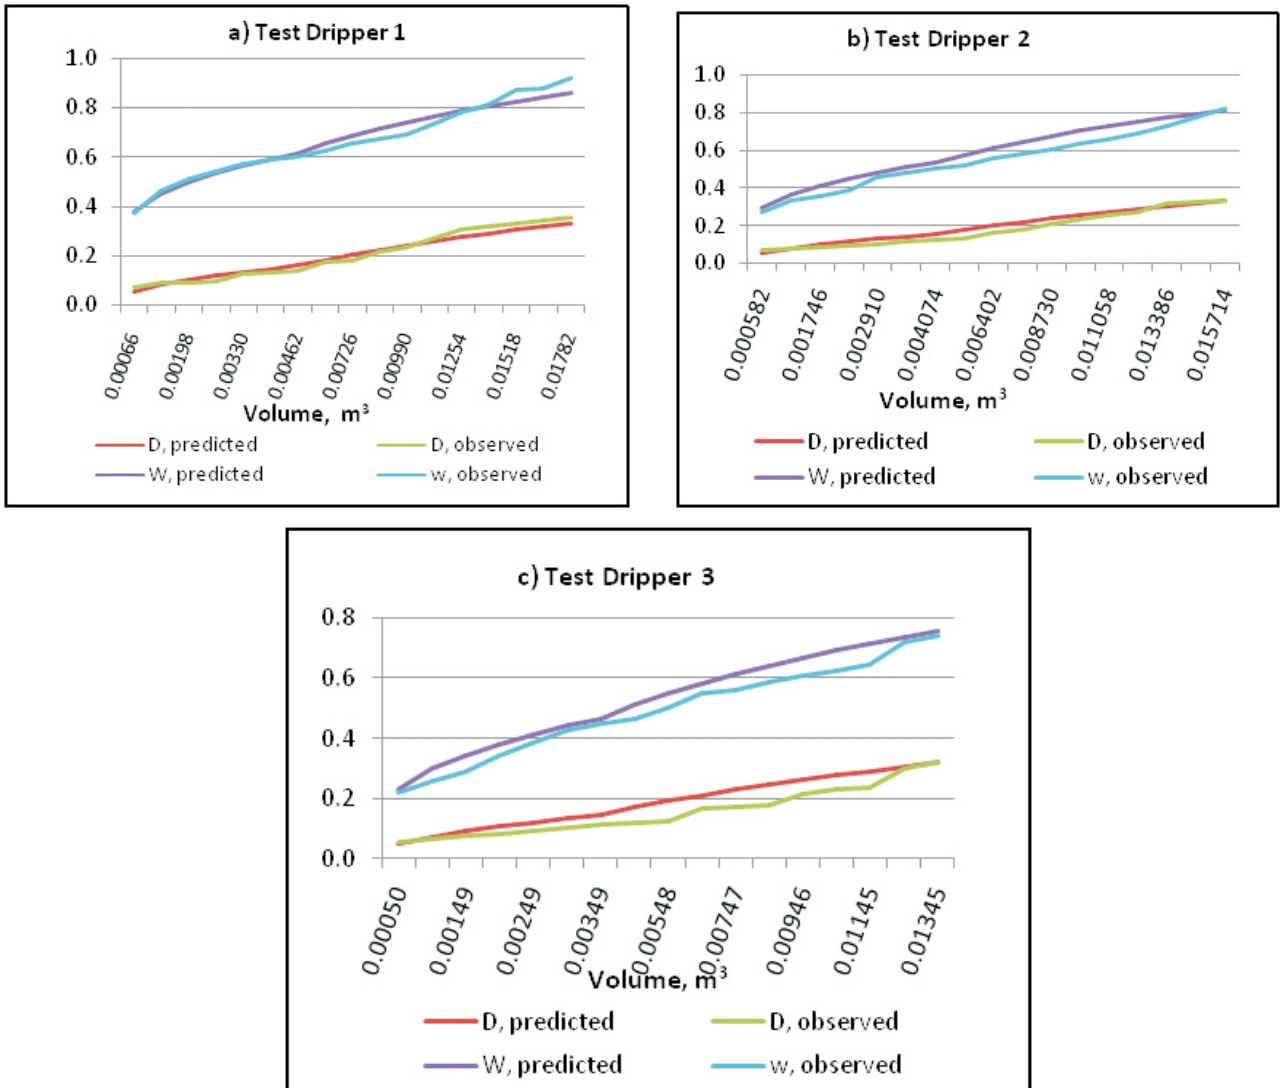 a) Test Dripper 1
1.0
0.8
0.6
0.4
0.2
0.0
0.00066
0.00198
0.00330
0.00462
0.00726
0.00990
0.01254
0.01518
0.01782
Volume, m³
D, predicted
D, observed
W, predicted
w, observed
b) Test Dripper 2
1.0
0.8
0.6
0.4
0.2
0.0
0.000582
0.001746
0.002910
0.004074
0.006402
0.008730
0.011058
0.013386
0.015714
Volume, m³
D, predicted
D, observed
W, predicted
w, observed
c) Test Dripper 3
0.8
0.6
0.4
0.2
0.0
0.00050
0.00149
0.00249
0.00349
0.00548
0.00747
0.00946
0.01145
0.01345
Volume, m³
D, predicted
D, observed
W, predicted
w, observed